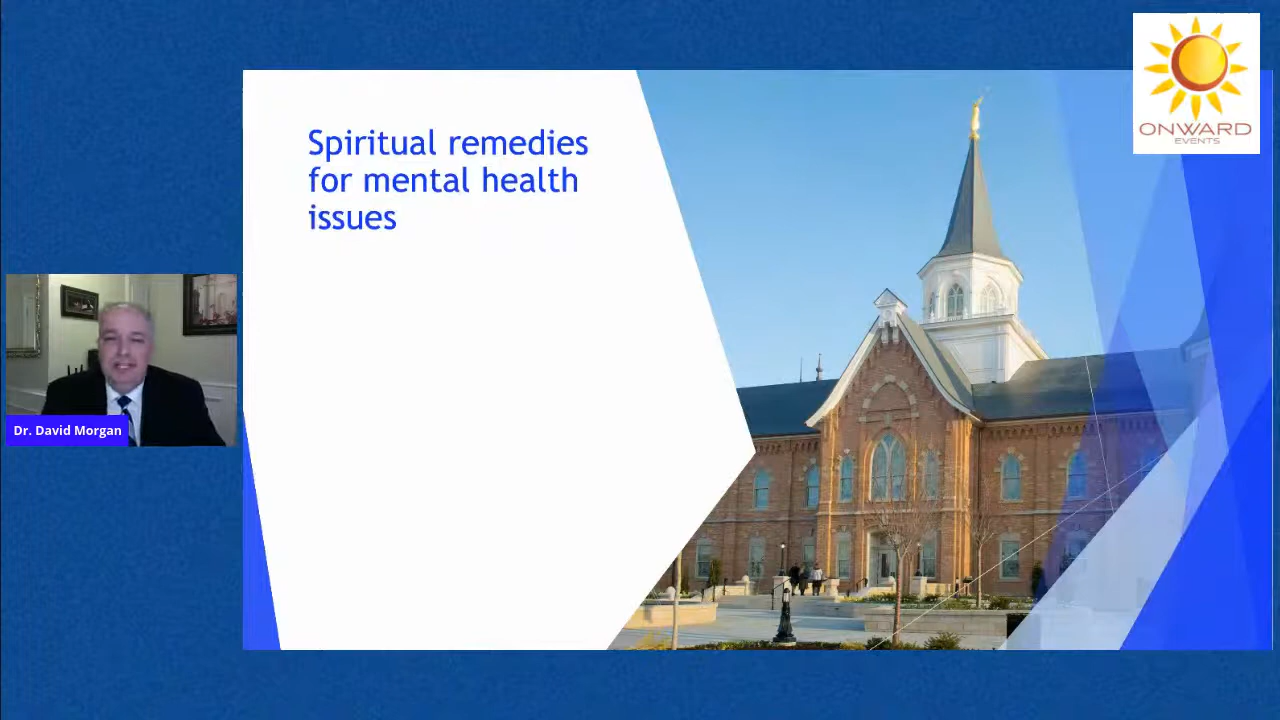 Spiritual remedies
for mental health
issues
ONWARD
EVENTS
Dr. David Morgan